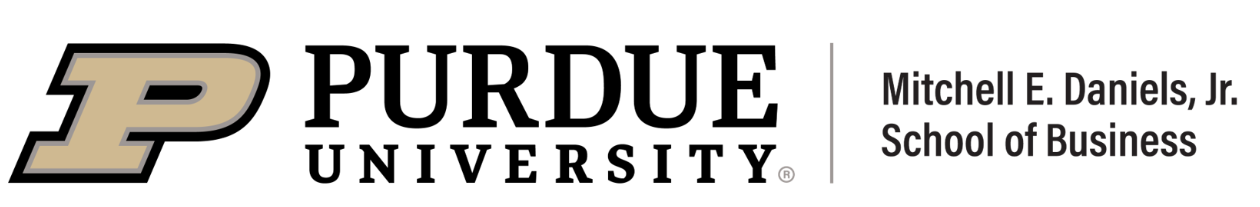 P
PURDUE
UNIVERSITY®
Mitchell E. Daniels, Jr.
School of Business